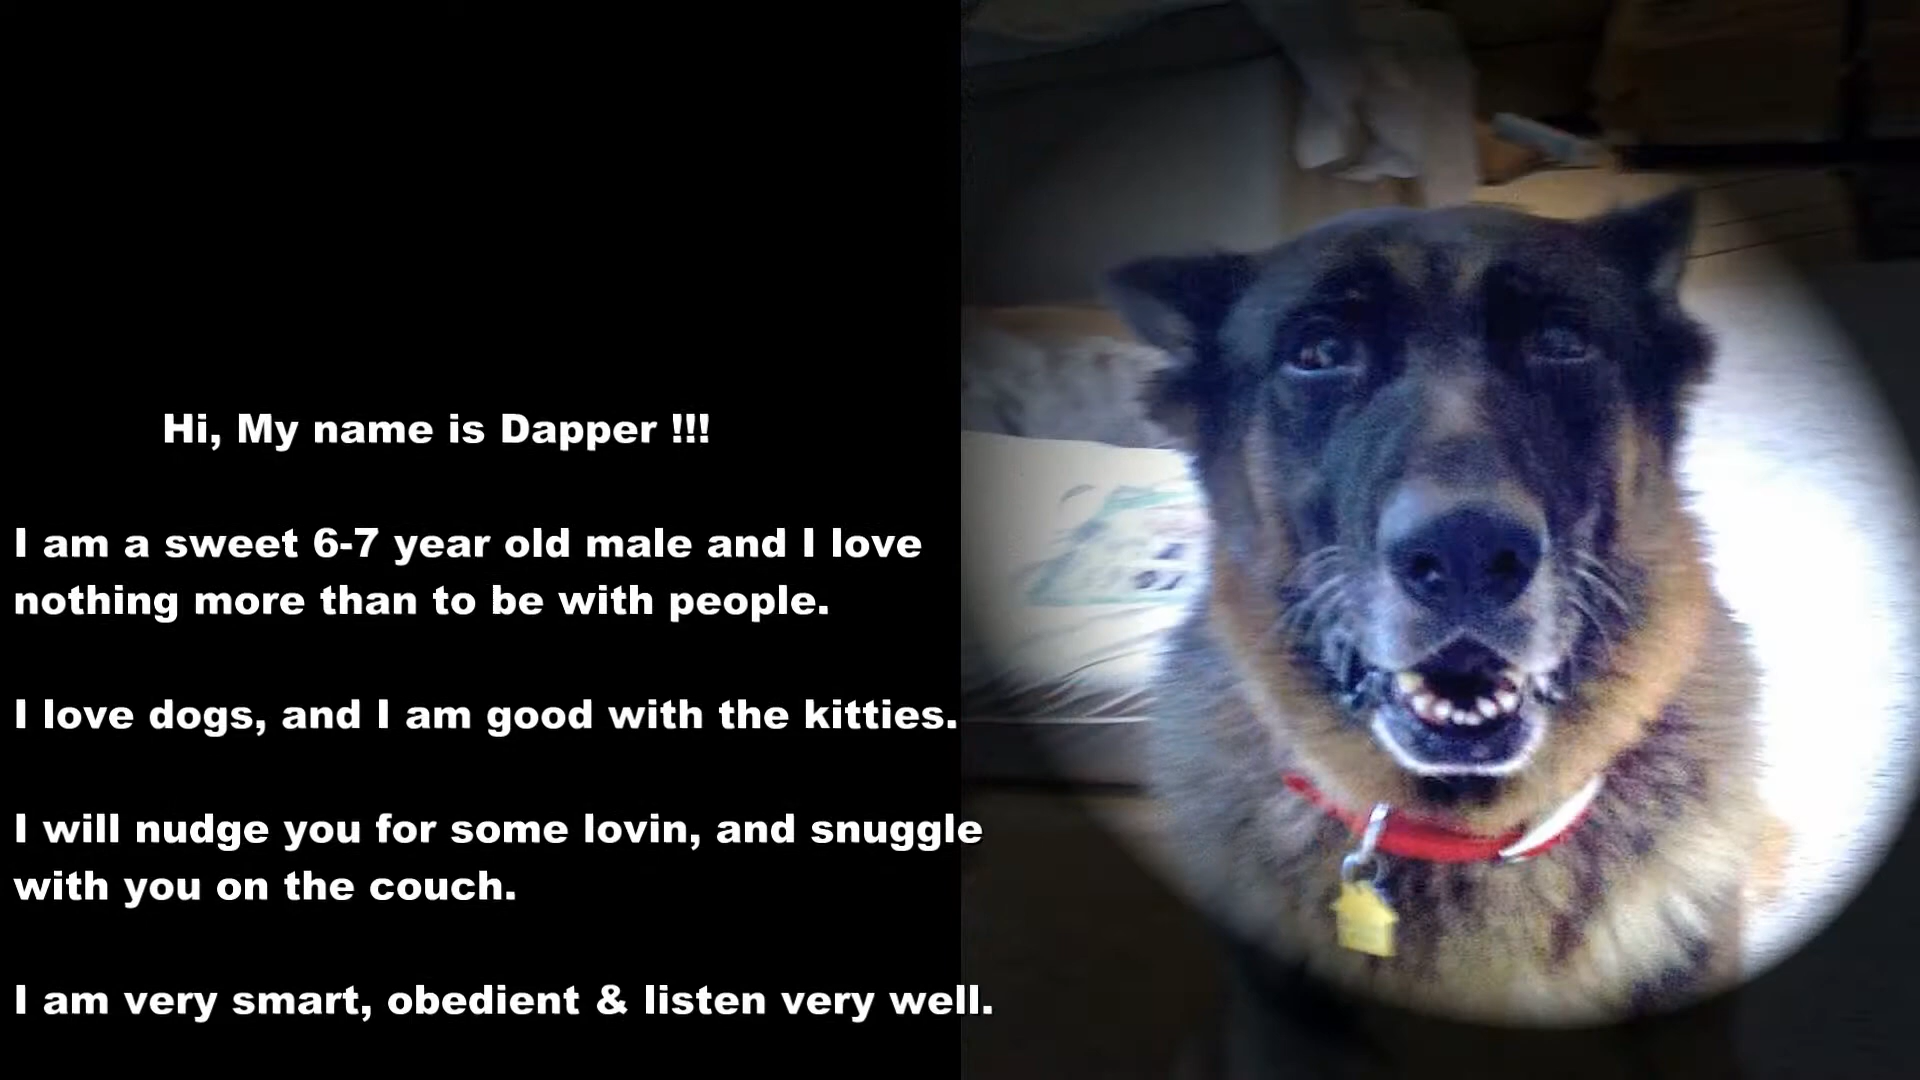 Hi, My name is Dapper !!!
I am a sweet 6-7 year old male and I love
nothing more than to be with people.
I love dogs, and I am good with the kitties.
I will nudge you for some lovin, and snuggle
with you on the couch.
I am very smart, obedient & listen very well.